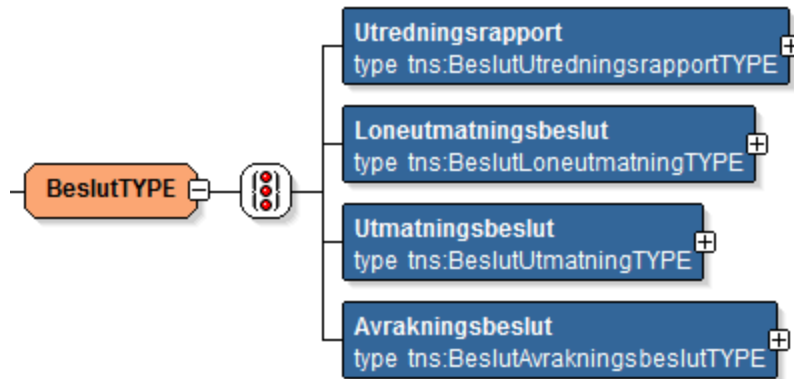 Utredningsrapport
type tns:BeslutUtredningsrapportTYPE
Loneutmatningsbeslut
type tns:BeslutLoneutmatningTYPE
BeslutTYPE
Utmatningsbeslut
type tns:BeslutUtmatningTYPE
Avrakningsbeslut
type tns:BeslutAvrakningsbeslutTYPE